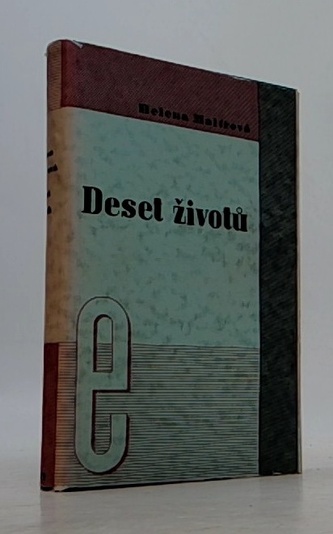 Helena Malířová
Deset životů
e